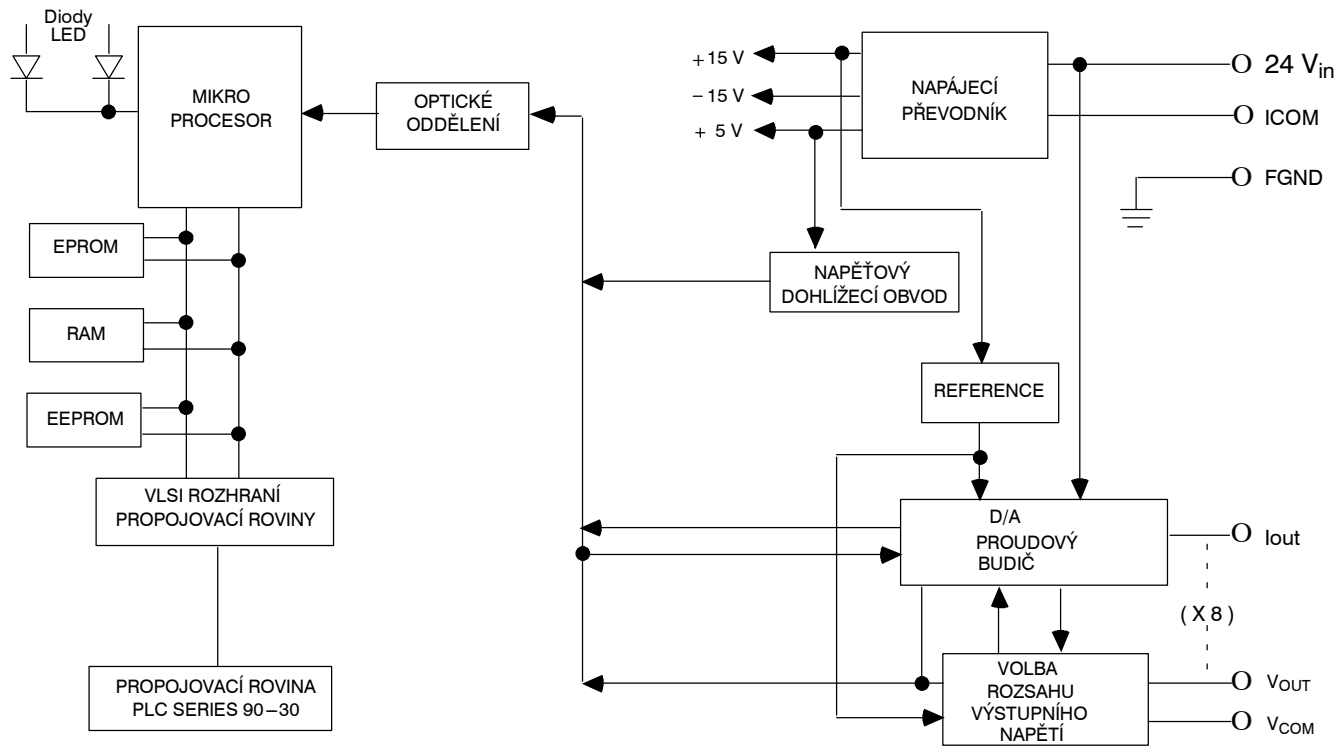 Diody
LED
MIKRO
PROCESOR
OPTICKÉ
ODDĚLENÍ
+15 V
−15 V
+ 5 V
NAPÁJECÍ
PŘEVODNÍK
24 Vin
ICOM
FGND
EPROM
RAM
EEPROM
NAPĚŤOVÝ
DOHLÍŽECÍ OBVOD
REFERENCE
VLSI ROZHRANÍ
PROPOJOVACÍ ROVINY
D/A
PROUDOVÝ
BUDIČ
Iout
( X 8 )
PROPOJOVACÍ ROVINA
PLC SERIES 90−30
VOLBA
ROZSAHU
VÝSTUPNÍHO
NAPĚTÍ
VOUT
VCOM